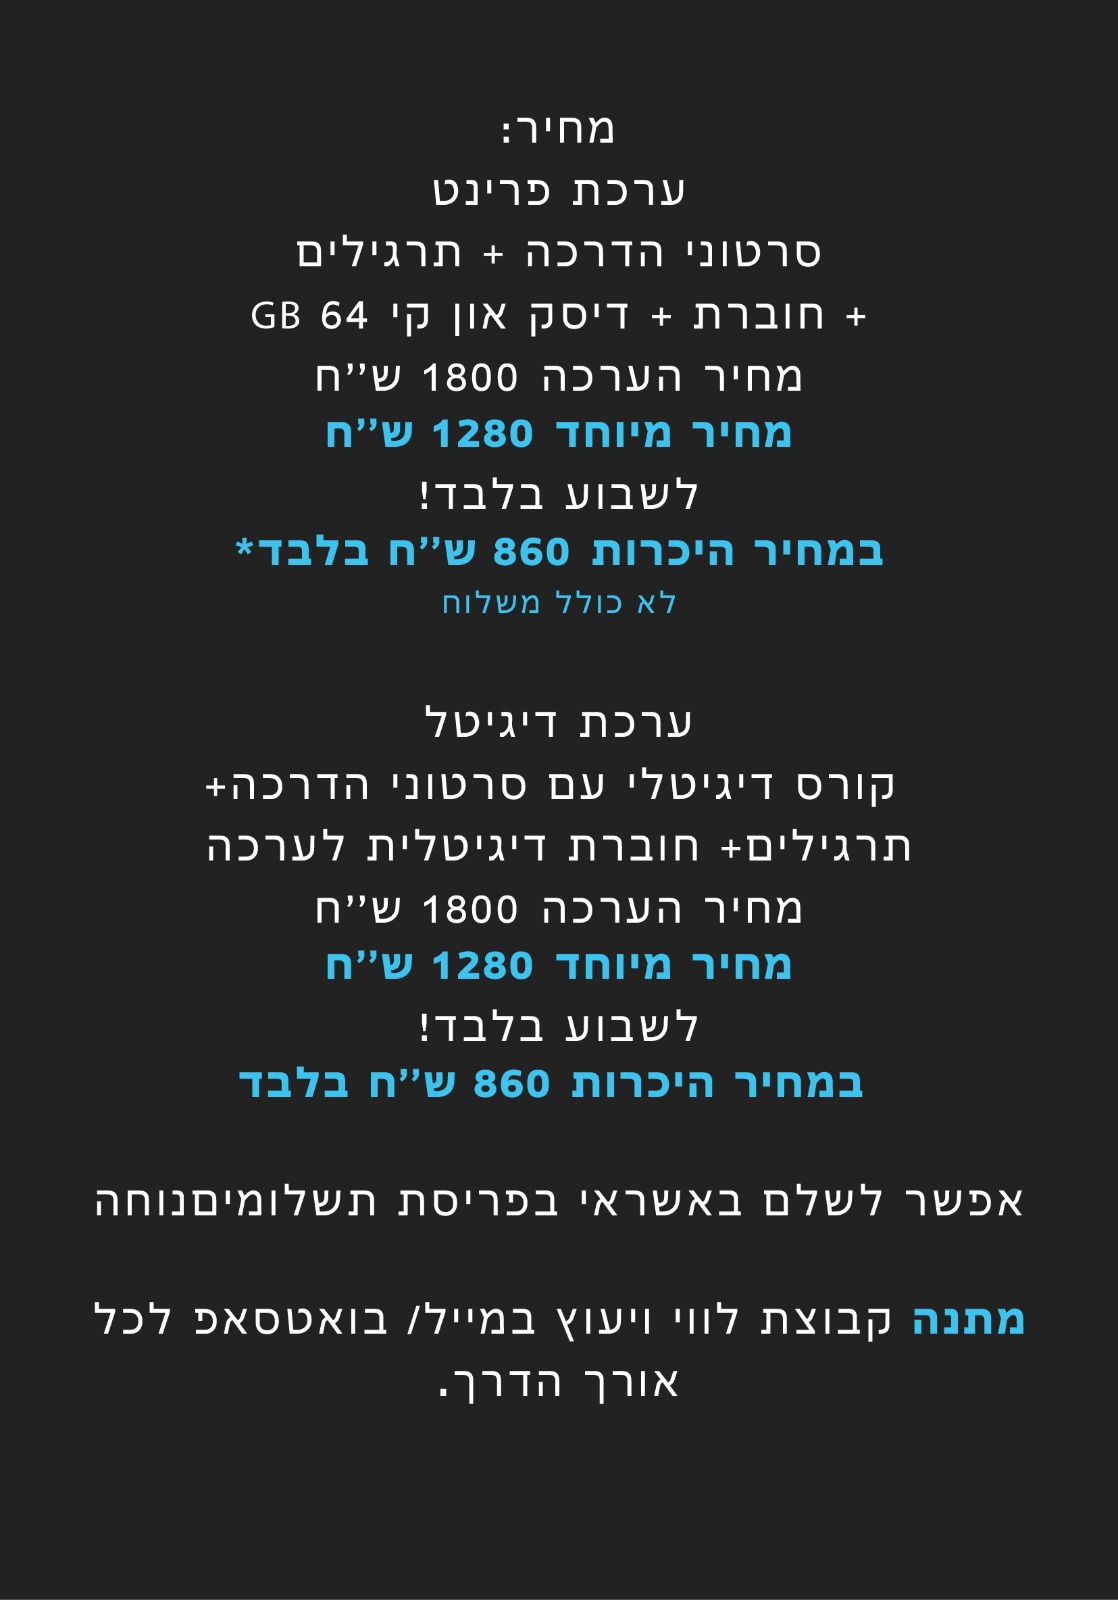 מחיר:
ערכת פרינט
סרטוני הדרכה + תרגילים
+ חוברת + דיסק און קי 64 GB
מחיר הערכה 1800 ש''ח
מחיר מיוחד 1280 ש''ח
לשבוע בלבד!
במחיר היכרות 860 ש''ח בלבד*
לא כולל משלוח
ערכת דיגיטל
קורס דיגיטלי עם סרטוני הדרכה+
תרגילים+ חוברת דיגיטלית לערכה
מחיר הערכה 1800 ש''ח
מחיר מיוחד 1280 ש''ח
לשבוע בלבד!
במחיר היכרות 860 ש''ח בלבד
אפשר לשלם באשראי בפריסת תשלומיםנוחה
מתנה קבוצת לווי ויעוץ במייל/ בואטסאפ לכל
אורך הדרך.